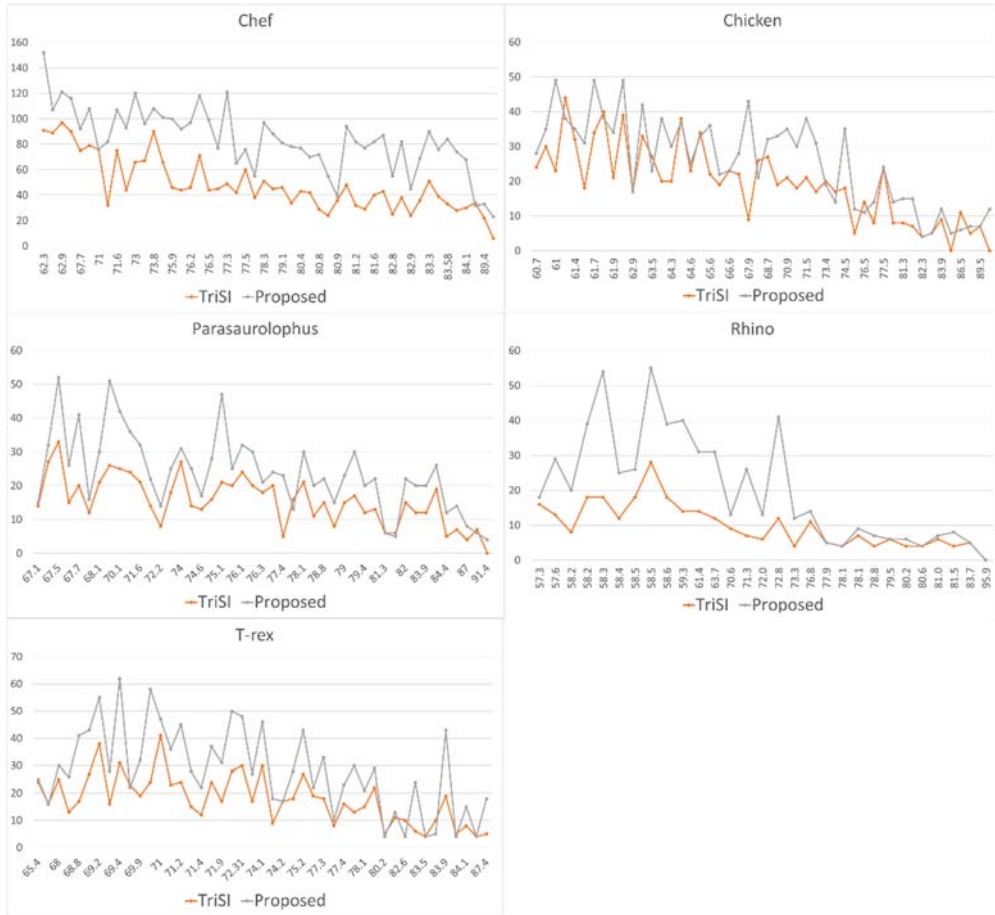 Chef
160
140
120
100
80
60
40
20
0
62.3 62.9 67.7 71 71.6 73 73.8 75.9 76.2 76.5 77.3 77.5 78.3 79.1 80.4 80.8 80.9 81.2 81.6 82.8 82.9 83.3 83.58 84.1 89.4
TriSI Proposed
Chicken
60
50
40
30
20
10
0
60.7 61 61.4 61.7 61.9 62.9 63.5 64.3 64.6 65.6 66.6 67.9 68.7 70.9 71.5 73.4 74.5 76.5 77.5 81.3 82.3 83.9 86.5 89.5
TriSI Proposed
Parasaurolophus
60
50
40
30
20
10
0
67.1 67.5 67.7 68.1 70.1 71.6 72.2 74 74.6 75.1 76.1 76.3 77.4 78.1 78.8 79 79.4 81.3 82 83.9 84.4 87 91.4
TriSI Proposed
Rhino
60
50
40
30
20
10
0
57.3 57.6 58.2 58.2 58.3 58.4 58.5 58.5 58.6 59.3 61.4 63.7 70.6 71.3 72.0 72.8 73.3 76.8 77.9 78.1 78.1 78.8 79.5 80.2 80.6 81.0 81.5 83.7 95.9
TriSI Proposed
T-rex
70
60
50
40
30
20
10
0
65.4 68 68.8 69.2 69.4 69.9 71 71.2 71.4 71.9 72.31 74.1 74.2 75.2 77.3 77.4 78.1 80.2 82.6 83.5 83.9 84.1 87.4
TriSI Proposed